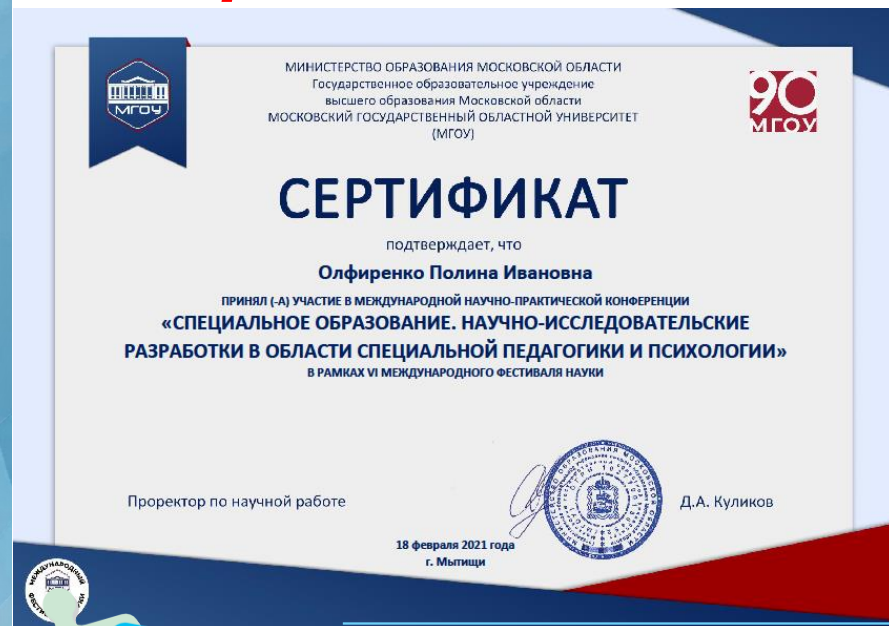 МИНИСТЕРСТВО ОБРАЗОВАНИЯ МОСКОВСКОЙ ОБЛАСТИ
Государственное образовательное учреждение
высшего образования Московской области
МОСКОВСКИЙ ГОСУДАРСТВЕННЫЙ ОБЛАСТНОЙ УНИВЕРСИТЕТ
(МГОУ)
МГОУ
90
МГОУ
СЕРТИФИКАТ
подтверждает, что
Олфиренко Полина Ивановна
ПРИНЯЛ (-А) УЧАСТИЕ В МЕЖДУНАРОДНОЙ НАУЧНО-ПРАКТИЧЕСКОЙ КОНФЕРЕНЦИИ
«СПЕЦИАЛЬНОЕ ОБРАЗОВАНИЕ. НАУЧНО-ИССЛЕДОВАТЕЛЬСКИЕ
РАЗРАБОТКИ В ОБЛАСТИ СПЕЦИАЛЬНОЙ ПЕДАГОГИКИ И ПСИХОЛОГИИ»
В РАМКАХ VI МЕЖДУНАРОДНОГО ФЕСТИВАЛЯ НАУКИ
Проректор по научной работе
Д.А. Куликов
18 февраля 2021 года
г. Мытищи
МЕЖДУНАРОДНЫЙ